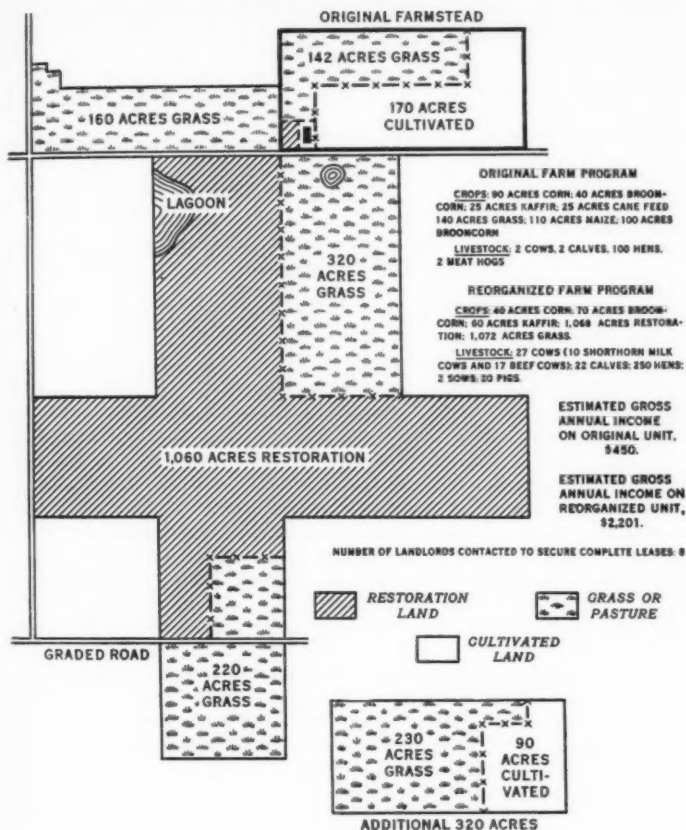 ORIGINAL FARMSTEAD
142 ACRES GRASS
170 ACRES
CULTIVATED
160 ACRES GRASS
LAGOON
320
ACRES
GRASS
ORIGINAL FARM PROGRAM
CROPS: 90 ACRES CORN; 40 ACRES BROOM-
CORN; 25 ACRES KAFFIR; 25 ACRES CANE FEED
140 ACRES GRASS; 110 ACRES MAIZE; 100 ACRES
BROOMCORN
LIVESTOCK: 2 COWS, 2 CALVES, 100 HENS,
2 MEAT HOGS
REORGANIZED FARM PROGRAM
CROPS: 40 ACRES CORN; 70 ACRES BROOM-
CORN; 60 ACRES KAFFIR; 1,068 ACRES RESTORA-
TION; 1,072 ACRES GRASS
LIVESTOCK: 27 COWS (10 SHORTHORN MILK
COWS AND 17 BEEF COWS); 22 CALVES; 250 HENS;
2 SOWS; 20 PIGS
1,060 ACRES RESTORATION
ESTIMATED GROSS
ANNUAL INCOME
ON ORIGINAL UNIT,
$450.
ESTIMATED GROSS
ANNUAL INCOME ON
REORGANIZED UNIT,
$2,201.
NUMBER OF LANDLORDS CONTACTED TO SECURE COMPLETE LEASES: 8
RESTORATION
LAND
GRASS OR
PASTURE
CULTIVATED
LAND
GRADED ROAD
220
ACRES
GRASS
230
ACRES
GRASS
90
ACRES
CULTI-
VATED
ADDITIONAL 320 ACRES